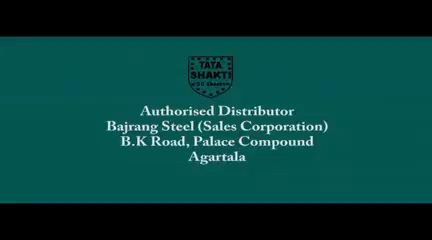 TATA
SHAKTI
Authorised Distributor
Bajrang Steel (Sales Corporation)
B.K Road, Palace Compound
Agartala